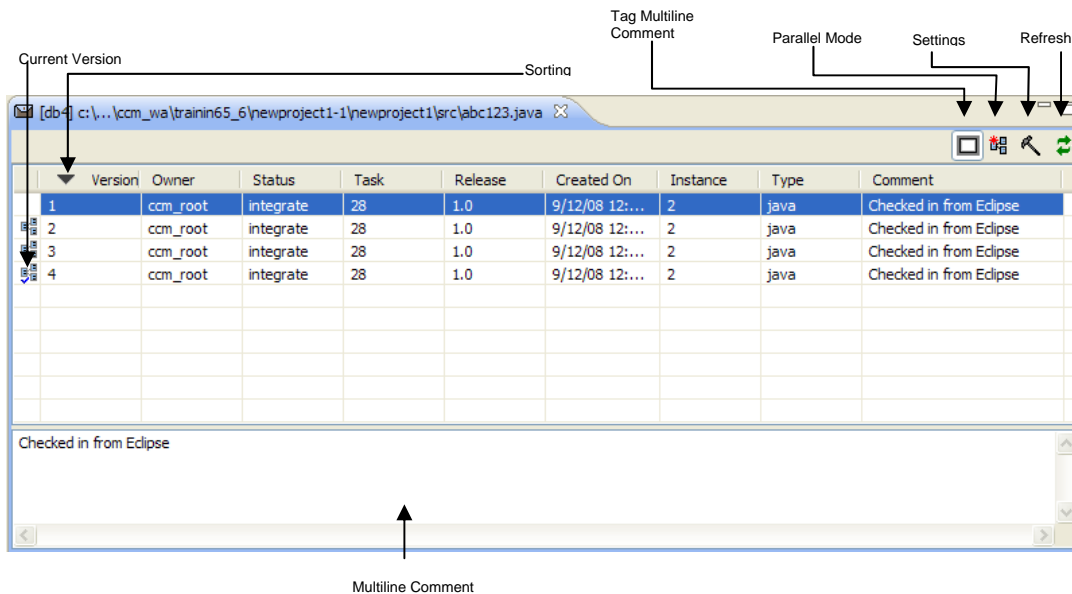 Tag Multiline
Comment
Parallel Mode
Settings
Refresh
Current Version
Sorting
[db4] c:\...\ccm_wa\trainin65_6\newproject1-1\newproject1\src\abc123.java
Version Owner Status Task Release Created On Instance Type Comment
1 ccm_root integrate 28 1.0 9/12/08 12:... 2 java Checked in from Eclipse
2 ccm_root integrate 28 1.0 9/12/08 12:... 2 java Checked in from Eclipse
3 ccm_root integrate 28 1.0 9/12/08 12:... 2 java Checked in from Eclipse
4 ccm_root integrate 28 1.0 9/12/08 12:... 2 java Checked in from Eclipse
Checked in from Eclipse
Multiline Comment